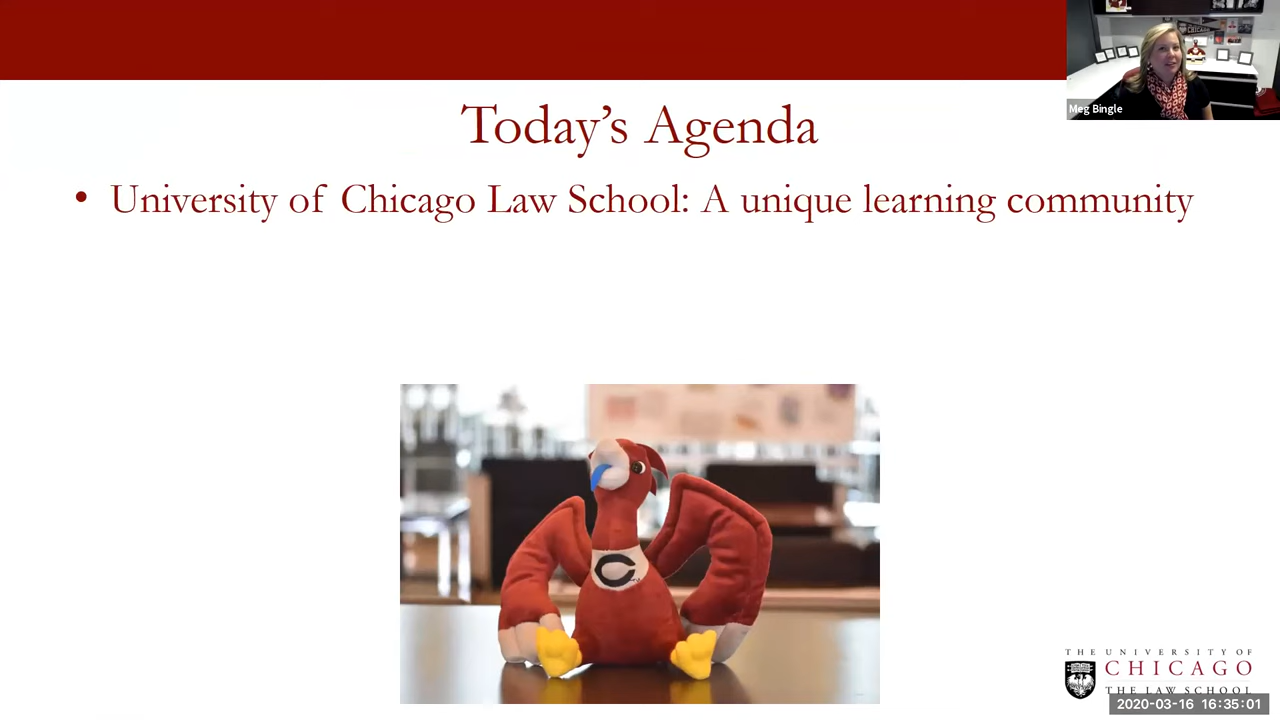 Meg Bingle
Today's Agenda
• University of Chicago Law School: A unique learning community
C
THE UNIVERSITY OF
CHICAGO
THE LAW SCHOOL
2020-03-16 16:35:01